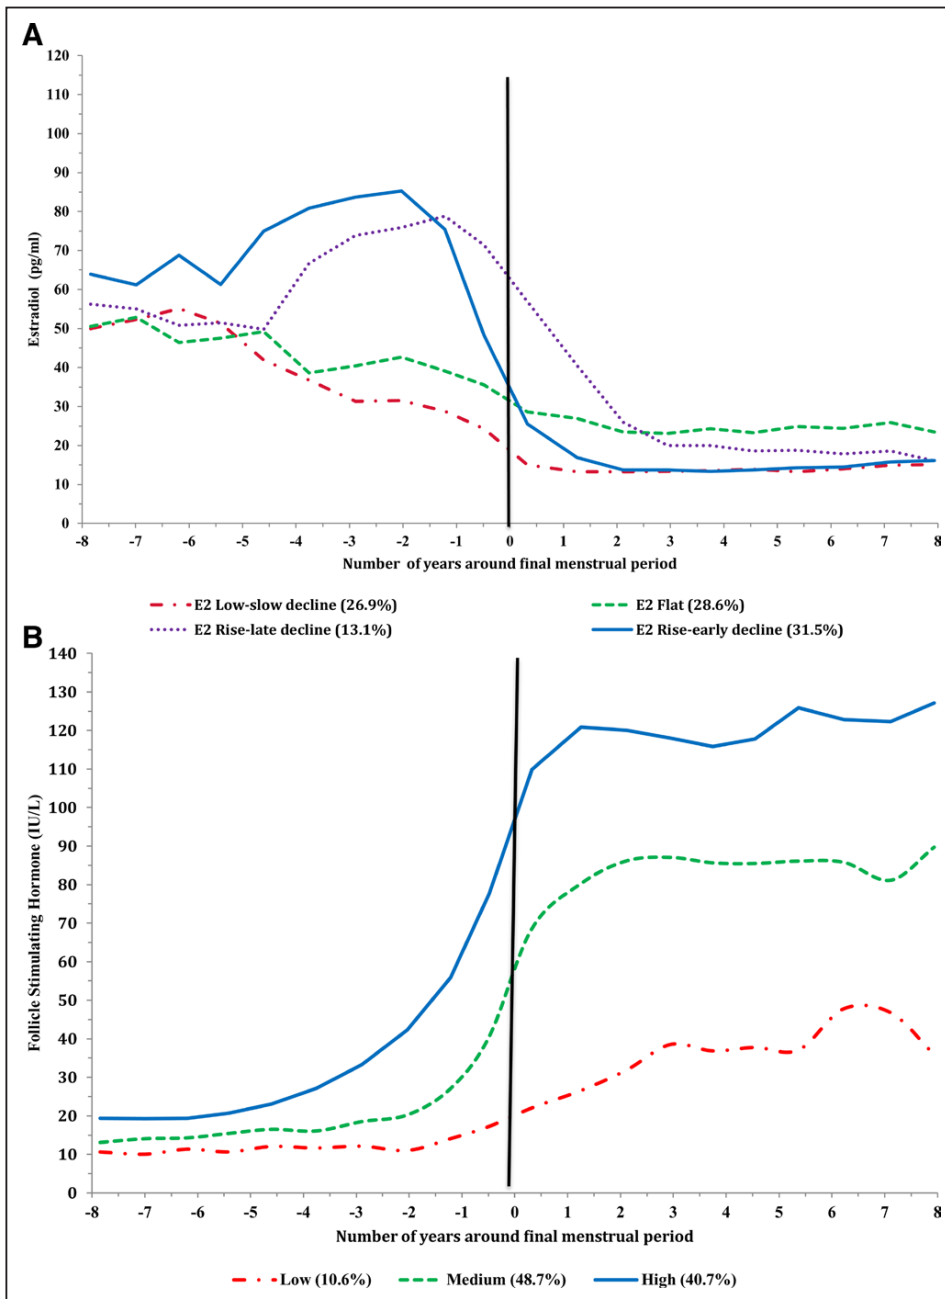 A
120
110
100
90
80
70
60
50
40
30
20
10
0
Estradiol (pg/ml)
-8 -7 -6 -5 -4 -3 -2 -1 0 1 2 3 4 5 6 7 8
Number of years around final menstrual period
E2 Low-slow decline (26.9%) E2 Flat (28.6%)
E2 Rise-late decline (13.1%) E2 Rise-early decline (31.5%)
B
140
130
120
110
100
90
80
70
60
50
40
30
20
10
0
Follicle Stimulating Hormone (IU/L)
-8 -7 -6 -5 -4 -3 -2 -1 0 1 2 3 4 5 6 7 8
Number of years around final menstrual period
Low (10.6%) Medium (48.7%) High (40.7%)